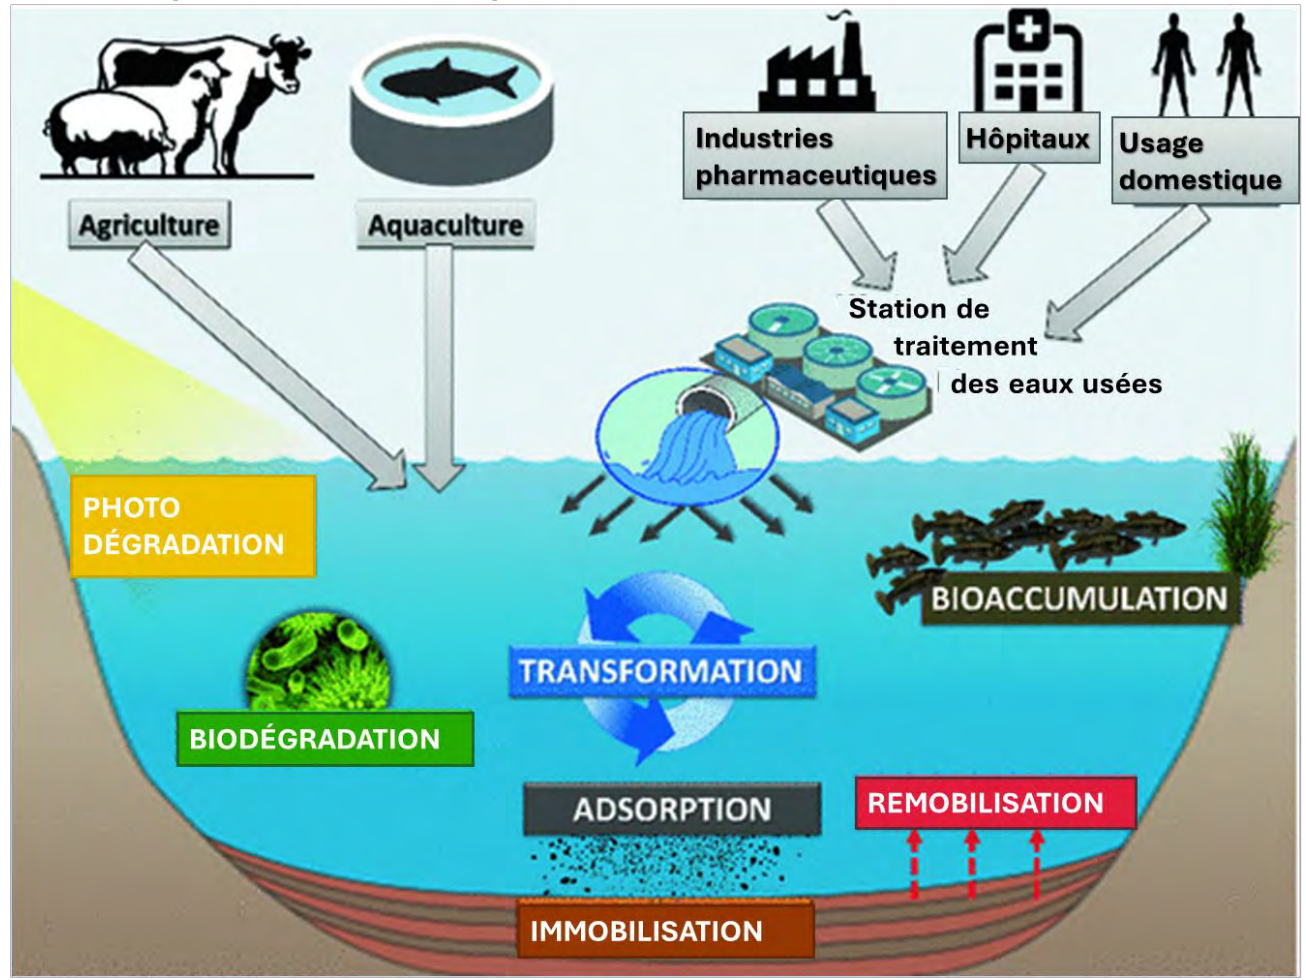 Industries
pharmaceutiques
Hôpitaux
Usage
domestique
Agriculture
Aquaculture
Station de
traitement
des eaux usées
PHOTO
DÉGRADATION
BIOACCUMULATION
TRANSFORMATION
BIODÉGRADATION
ADSORPTION
REMOBILISATION
IMMOBILISATION